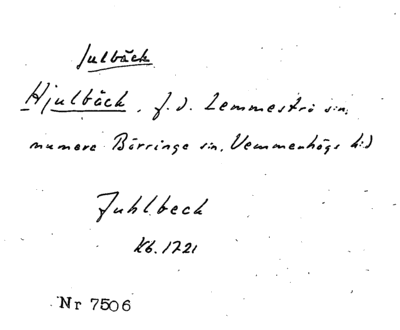 Julbäck
Hjulbäck, f.d. Lemmeströ sn,
numera Börringe sn, Vemmenhögs hd
Juhlbeck
Kb. 1721
Nr 7506